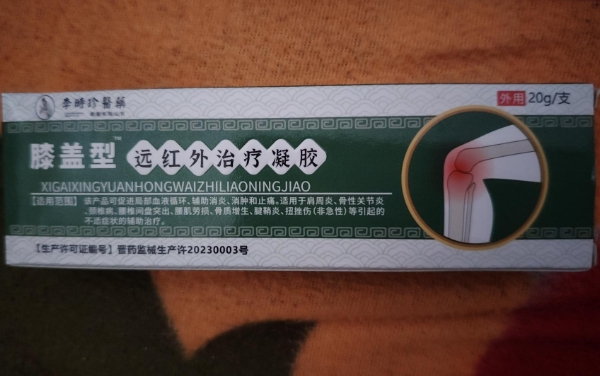 李時珍醫藥
外用 20g/支
膝盖型™ 远红外治疗凝胶
XIGAIXINGYUANHONGWAIZHILIAONINGJIAO
【适用范围】该产品可促进局部血液循环、辅助消炎、消肿和止痛。适用于肩周炎、骨性关节炎
颈椎病、腰椎间盘突出、腰肌劳损、骨质增生、腱鞘炎、扭挫伤(非急性)等引起的
不适症状的辅助治疗。
【生产许可证编号】晋药监械生产许20230003号